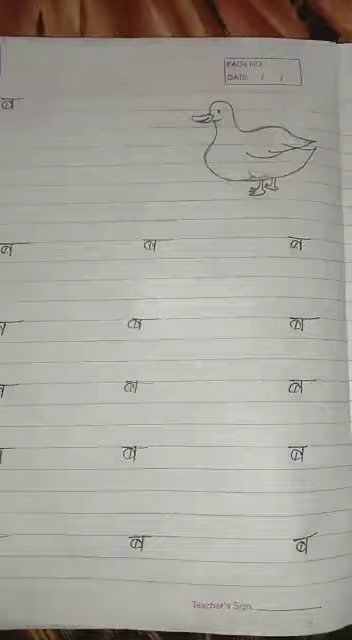 PAGE NO.
DATE / /
ब
ब ब ब
ब ब ब
ब ब ब
ब ब ब
ब ब
Teacher's Sign